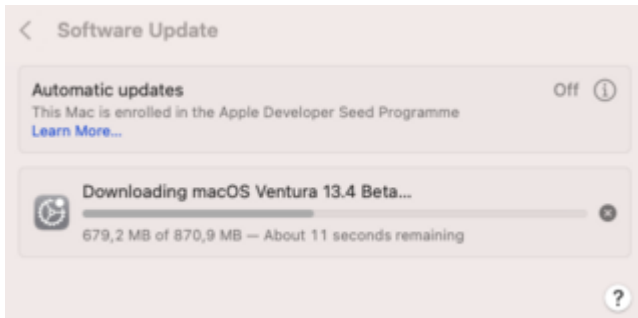 Software Update
Automatic updates
Off
This Mac is enrolled in the Apple Developer Seed Programme
Learn More...
Downloading macOS Ventura 13.4 Beta...
679,2 MB of 870,9 MB — About 11 seconds remaining
?